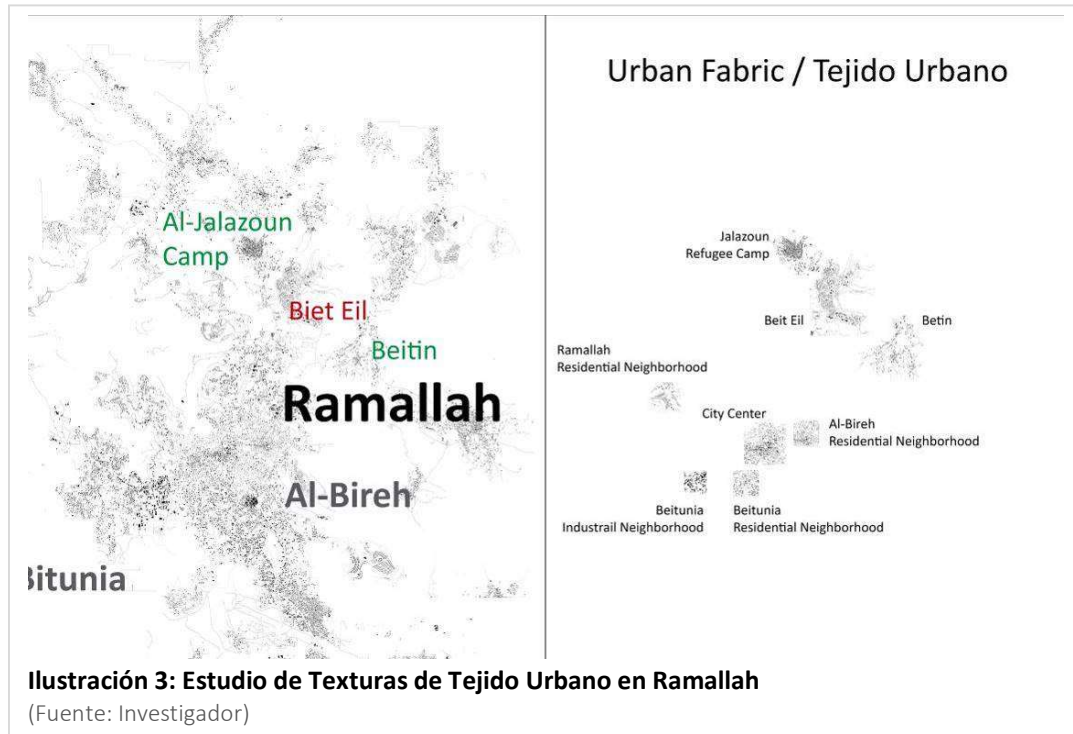 Al-Jalazoun
Camp
Biet Eil
Beitin
Ramallah
Al-Bireh
Bitunia
Urban Fabric / Tejido Urbano
Jalazoun
Refugee Camp
Beit Eil
Betin
Ramallah
Residential Neighborhood
City Center
Al-Bireh
Residential Neighborhood
Beitunia
Industrail Neighborhood
Beitunia
Residential Neighborhood
Ilustración 3: Estudio de Texturas de Tejido Urbano en Ramallah
(Fuente: Investigador)